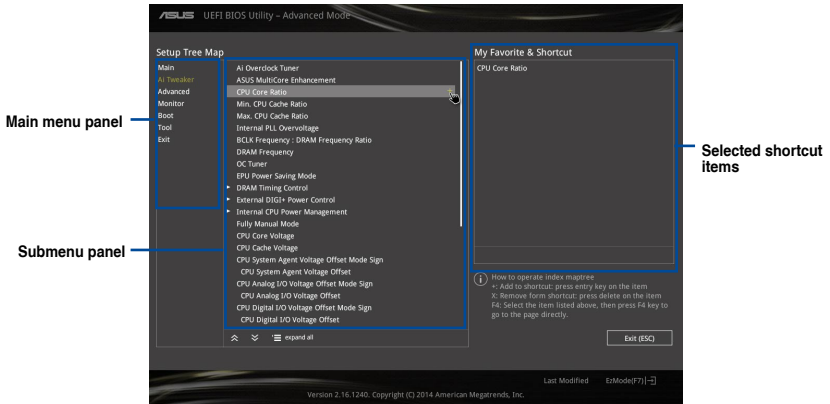 ASUS UEFI BIOS Utility – Advanced Mode
Setup Tree Map
Main
Ai Tweaker
Advanced
Monitor
Boot
Tool
Exit
Ai Overclock Tuner
ASUS MultiCore Enhancement
CPU Core Ratio
Min. CPU Cache Ratio
Max. CPU Cache Ratio
Internal PLL Overvoltage
BCLK Frequency : DRAM Frequency Ratio
DRAM Frequency
OC Tuner
EPU Power Saving Mode
DRAM Timing Control
External DIGI+ Power Control
Internal CPU Power Management
Fully Manual Mode
CPU Core Voltage
CPU Cache Voltage
CPU System Agent Voltage Offset Mode Sign
CPU System Agent Voltage Offset
CPU Analog I/O Voltage Offset Mode Sign
CPU Analog I/O Voltage Offset
CPU Digital I/O Voltage Offset Mode Sign
CPU Digital I/O Voltage Offset
expand all
My Favorite & Shortcut
CPU Core Ratio
How to operate index maptree
+: Add to shortcut: press entry key on the item
X: Remove form shortcut: press delete on the item
F4: Select the item listed above, then press F4 key to
go to the page directly.
Exit (ESC)
Last Modified
EzMode(F7)
Version 2.16.1240. Copyright (C) 2014 American Megatrends, Inc.
Main menu panel
Submenu panel
Selected shortcut
items